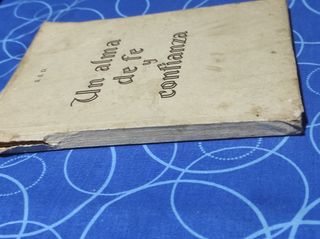 Un alma
de fe
y
confianza